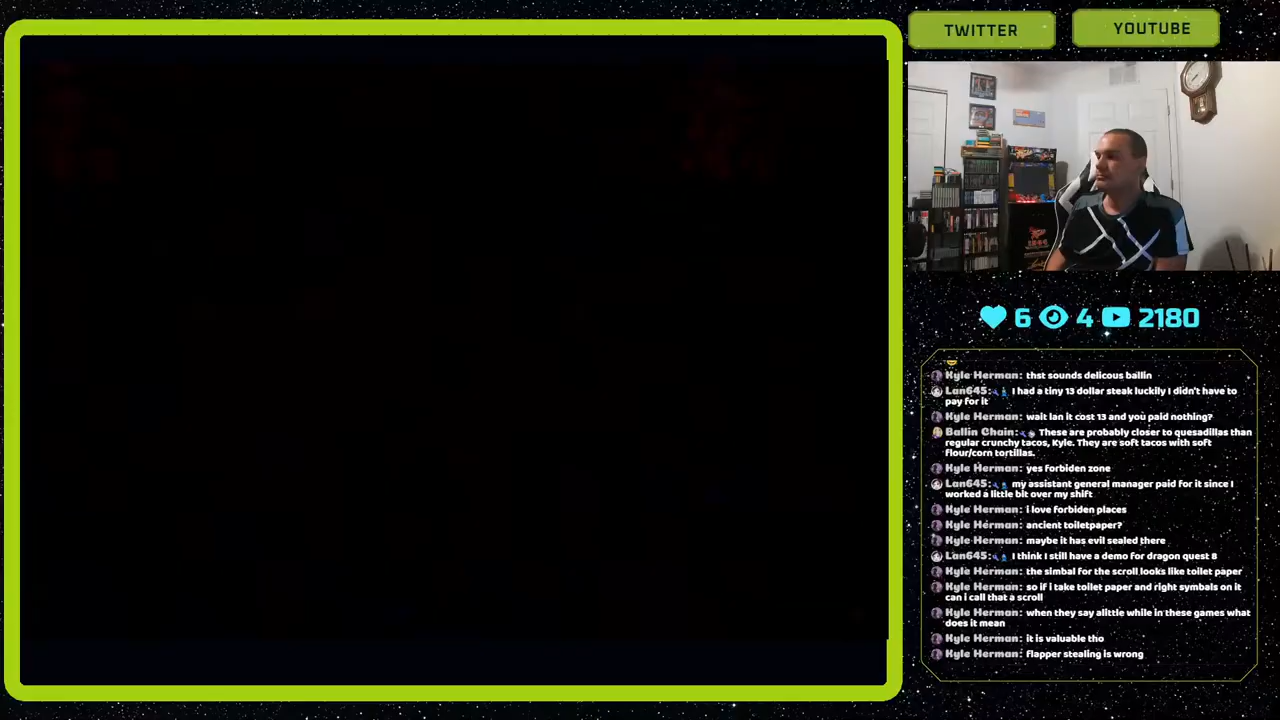 TWITTER
YOUTUBE
6 4 2180
Kyle Herman: thst sounds delicous ballin
Lan645: I had a tiny 13 dollar steak luckily I didn't have to
pay for it
Kyle Herman: wait lan it cost 13 and you paid nothing?
Ballin Chain: These are probably closer to quesadillas than
regular crunchy tacos, Kyle. They are soft tacos with soft
flour/corn tortillas.
Kyle Herman: yes forbiden zone
Lan645: my assistant general manager paid for it since I
worked a little bit over my shift
Kyle Herman: i love forbiden places
Kyle Herman: ancient toiletpaper?
Kyle Herman: maybe it has evil sealed there
Lan645: I think I still have a demo for dragon quest 8
Kyle Herman: the simbal for the scroll looks like toilet paper
Kyle Herman: so if i take toilet paper and right symbals on it
can i call that a scroll
Kyle Herman: when they say alittle while in these games what
does it mean
Kyle Herman: it is valuable tho
Kyle Herman: flapper stealing is wrong